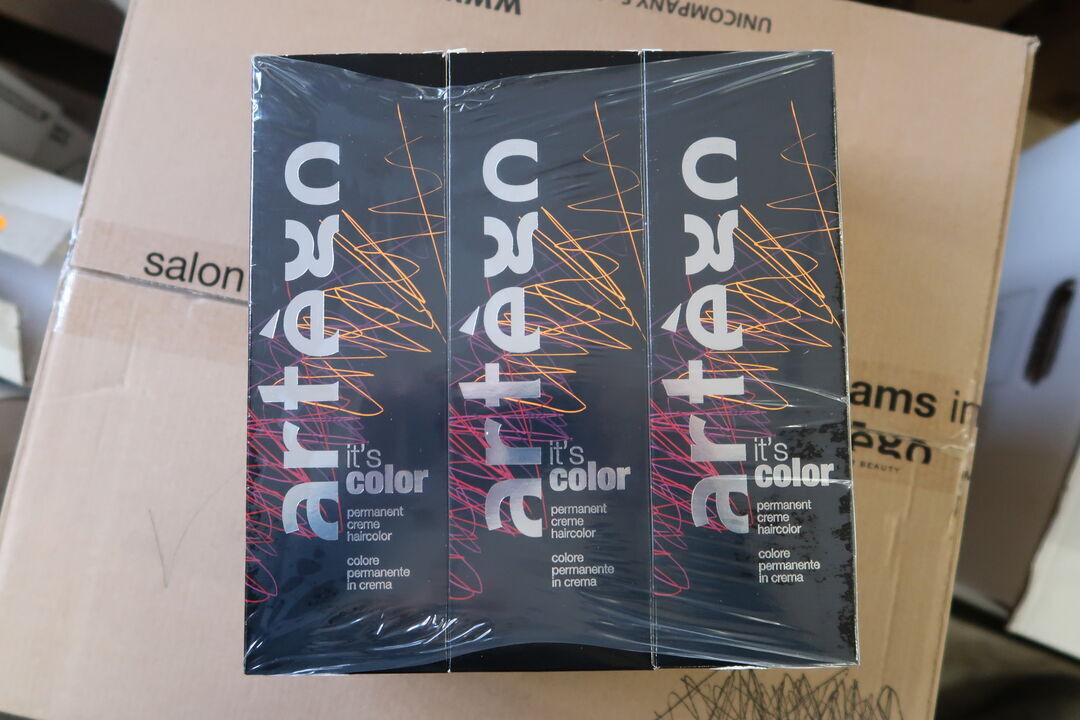 UNICOMPANY
salon
artègo
it's
color
permanent
creme
haircolor
colore
permanente
in crema
artègo
it's
color
permanent
creme
haircolor
colore
permanente
in crema
artègo
it's
color
permanent
creme
haircolor
colore
permanente
in crema
ams in
BEAUTY